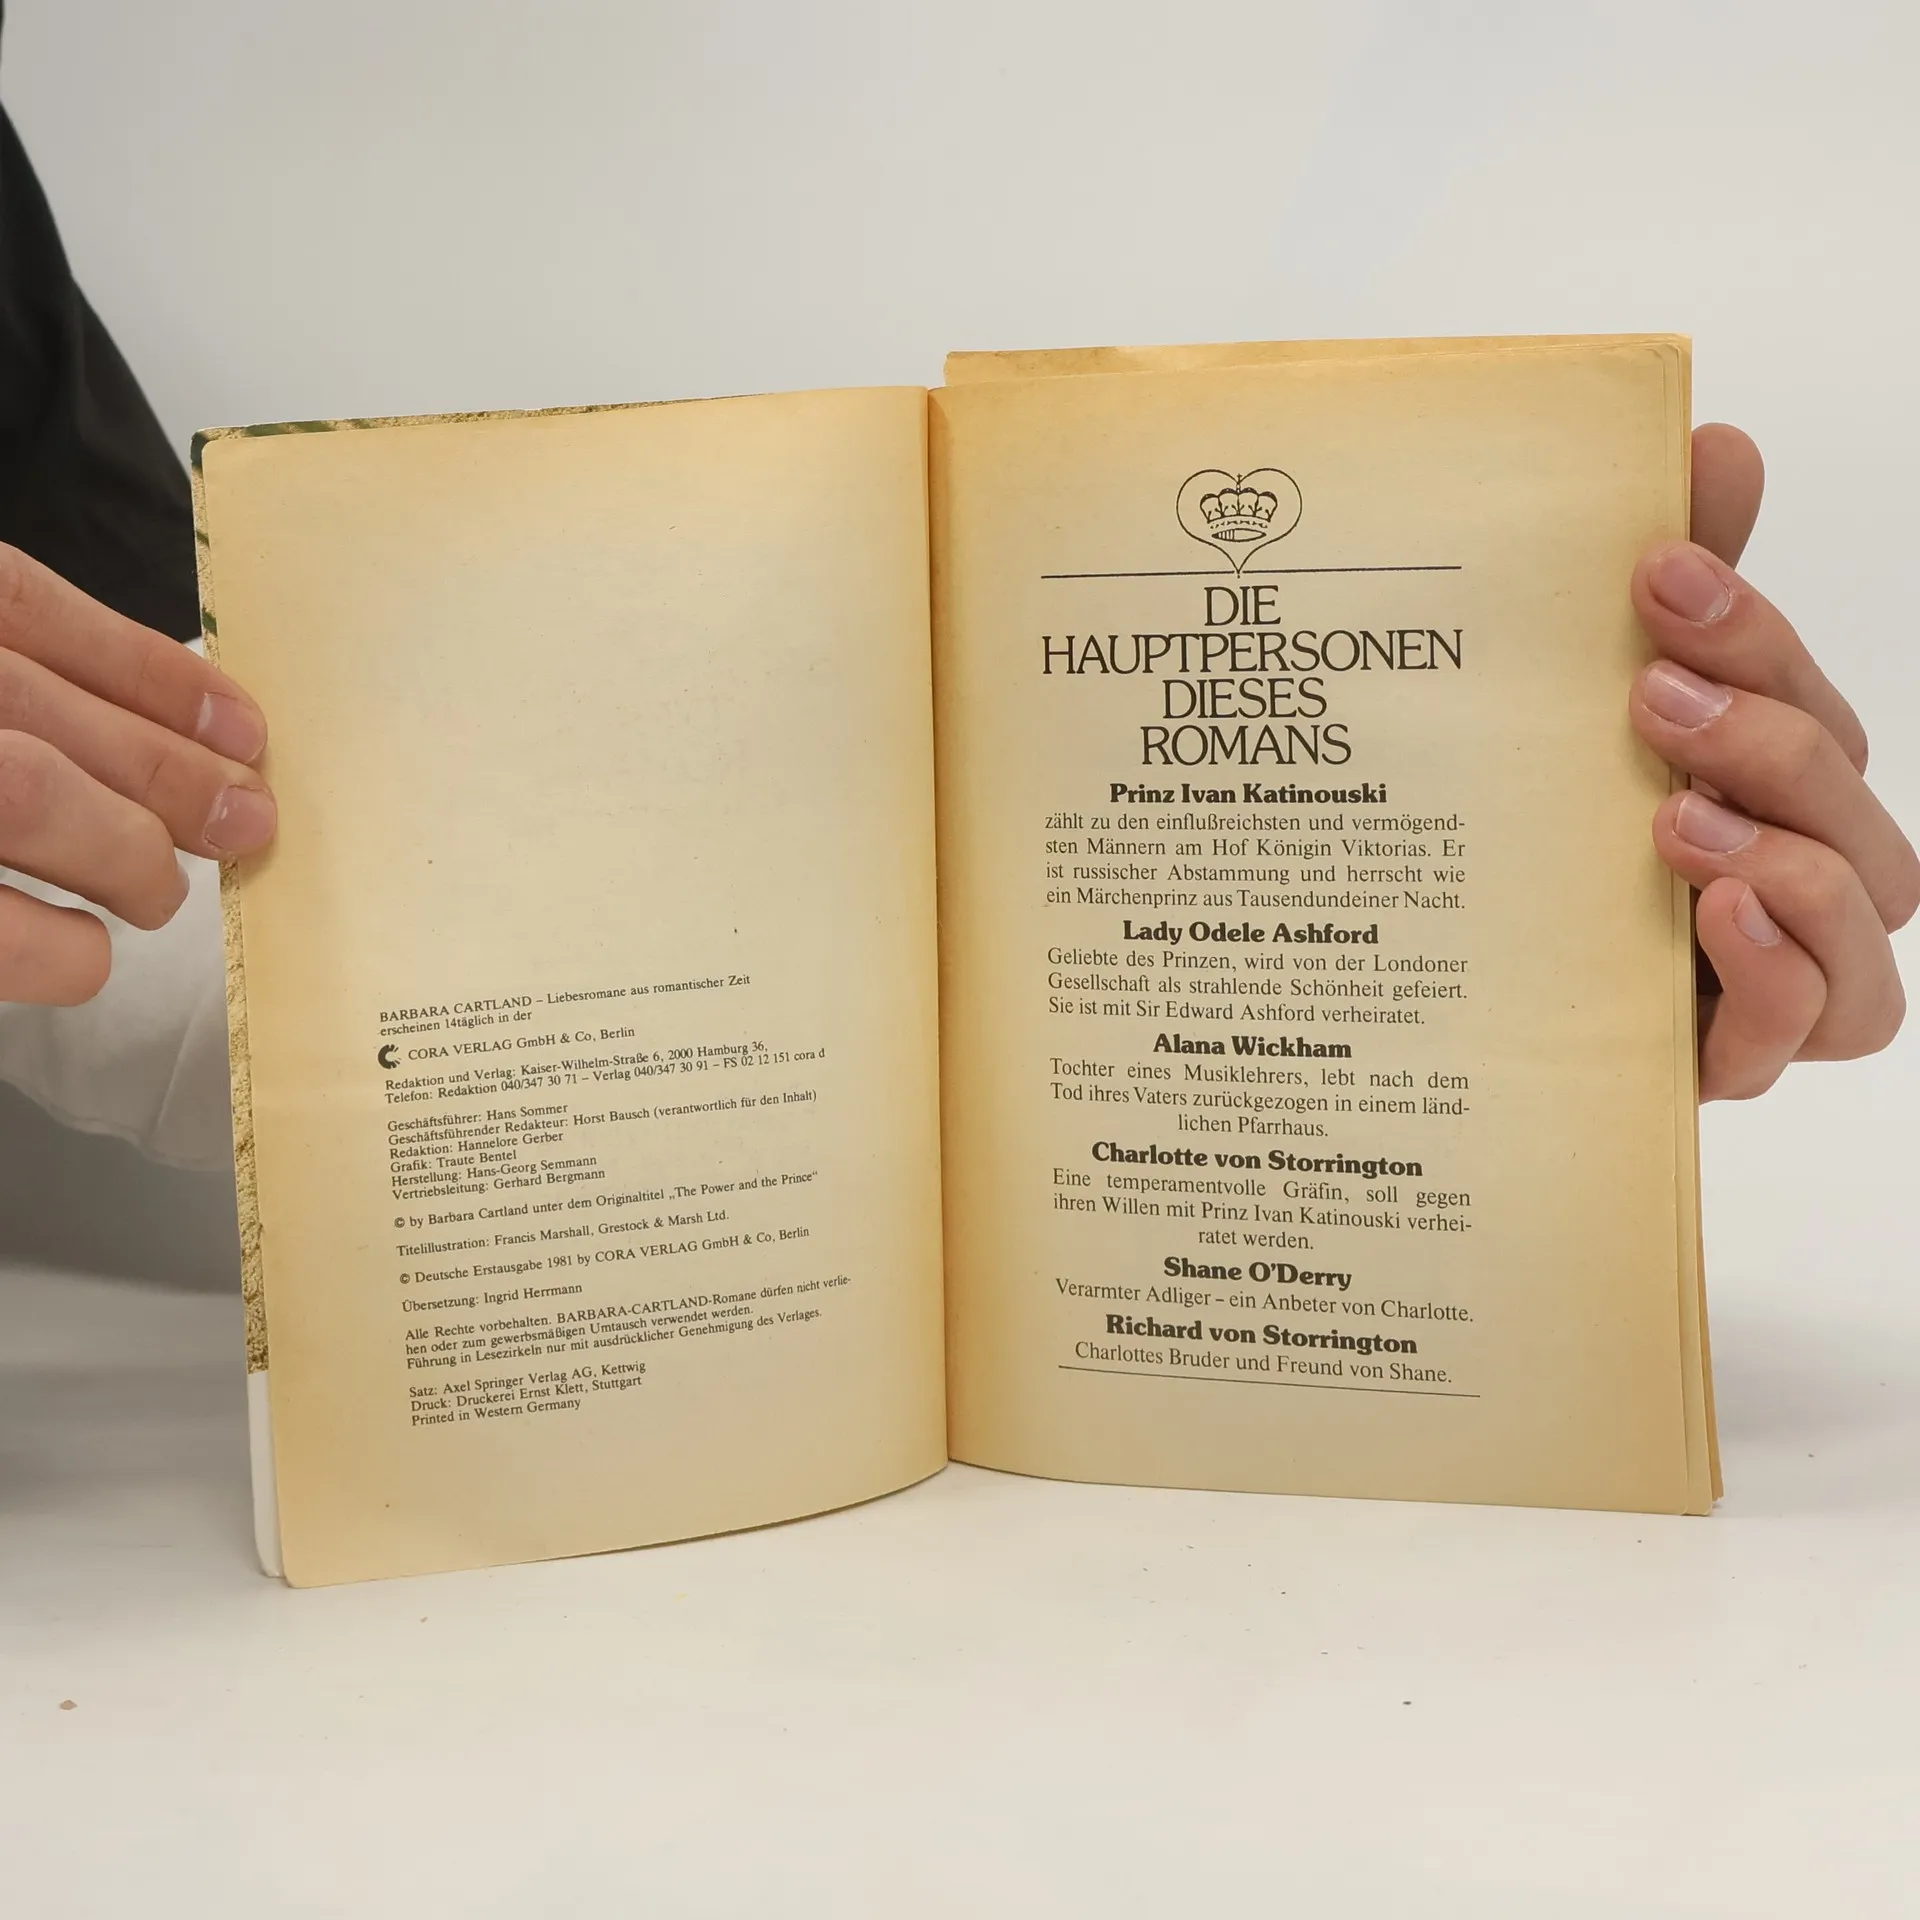 BARBARA CARTLAND – Liebesromane aus romantischer Zeit
erscheinen 14täglich in der
CORA VERLAG GmbH & Co, Berlin
Redaktion und Verlag: Kaiser-Wilhelm-Straße 6, 2000 Hamburg 36,
Telefon: Redaktion 040/347 30 71 – Verlag 040/347 30 91 – FS 02 12 151 cora d
Geschäftsführer: Hans Sommer
Geschäftsführender Redakteur: Horst Bausch (verantwortlich für den Inhalt)
Redaktion: Hannelore Gerber
Grafik: Traute Bentel
Herstellung: Hans-Georg Semmann
Vertriebsleitung: Gerhard Bergmann
© by Barbara Cartland unter dem Originaltitel „The Power and the Prince“
Titelillustration: Francis Marshall, Grestock & Marsh Ltd.
© Deutsche Erstausgabe 1981 by CORA VERLAG GmbH & Co, Berlin
Übersetzung: Ingrid Herrmann
Alle Rechte vorbehalten. BARBARA-CARTLAND-Romane dürfen nicht verlie-
hen oder zum gewerbsmäßigen Umtausch verwendet werden.
Führung in Lesezirkeln nur mit ausdrücklicher Genehmigung des Verlages.
Satz: Axel Springer Verlag AG, Kettwig
Druck: Druckerei Ernst Klett, Stuttgart
Printed in Western Germany
DIE
HAUPTPERSONEN
DIESES
ROMANS
Prinz Ivan Katinouski
zählt zu den einflußreichsten und vermögend-
sten Männern am Hof Königin Viktorias. Er
ist russischer Abstammung und herrscht wie
ein Märchenprinz aus Tausendundeiner Nacht.
Lady Odele Ashford
Geliebte des Prinzen, wird von der Londoner
Gesellschaft als strahlende Schönheit gefeiert.
Sie ist mit Sir Edward Ashford verheiratet.
Alana Wickham
Tochter eines Musiklehrers, lebt nach dem
Tod ihres Vaters zurückgezogen in einem länd-
lichen Pfarrhaus.
Charlotte von Storrington
Eine temperamentvolle Gräfin, soll gegen
ihren Willen mit Prinz Ivan Katinouski verhei-
ratet werden.
Shane O'Derry
Verarmter Adliger – ein Anbeter von Charlotte.
Richard von Storrington
Charlottes Bruder und Freund von Shane.